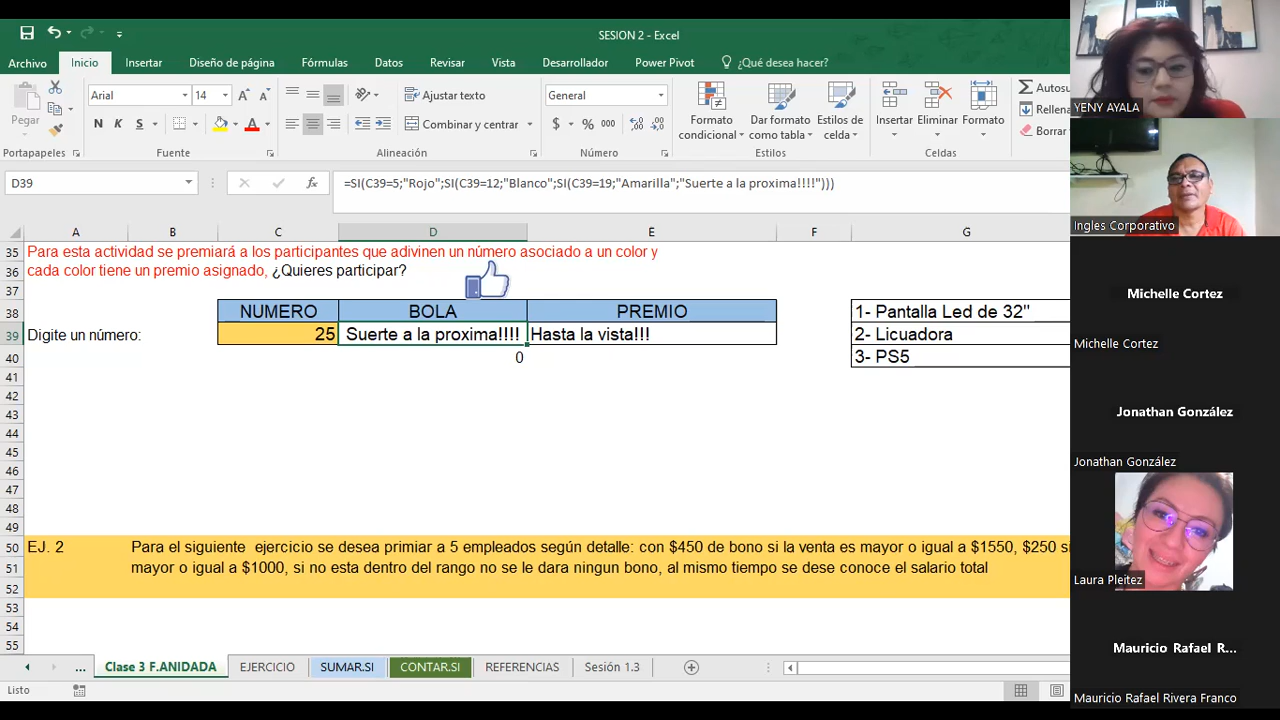 SESION 2 - Excel
Archivo Inicio Insertar Diseño de página Fórmulas Datos Revisar Vista Desarrollador Power Pivot ¿Qué desea hacer?
Pegar
Arial 14
N K S
Ajustar texto
Combinar y centrar
General
$ % 000
Formato condicional
Dar formato como tabla
Estilos de celda
Insertar Eliminar Formato
Autosu
Rellena
Borrar
Portapapeles Fuente Alineación Número Estilos Celdas
D39 fx =SI(C39=5;"Rojo";SI(C39=12;"Blanco";SI(C39=19;"Amarilla";"Suerte a la proxima!!!!")))
A B C D E F G
35 Para esta actividad se premiará a los participantes que adivinen un número asociado a un color y
36 cada color tiene un premio asignado, ¿Quieres participar?
37
38 NUMERO BOLA PREMIO 1- Pantalla Led de 32"
39 Digite un número: 25 Suerte a la proxima!!!! Hasta la vista!!! 2- Licuadora
40 0 3- PS5
41
42
43
44
45
46
47
48
49
50 EJ. 2 Para el siguiente ejercicio se desea primiar a 5 empleados según detalle: con $450 de bono si la venta es mayor o igual a $1550, $250 si
51 mayor o igual a $1000, si no esta dentro del rango no se le dara ningun bono, al mismo tiempo se dese conoce el salario total
52
53
54
55
... Clase 3 F.ANIDADA EJERCICIO SUMAR.SI CONTAR.SI REFERENCIAS Sesión 1.3
Listo
YENY AYALA
Ingles Corporativo
Michelle Cortez
Michelle Cortez
Jonathan González
Jonathan González
Laura Pleitez
Mauricio Rafael R...
Mauricio Rafael Rivera Franco